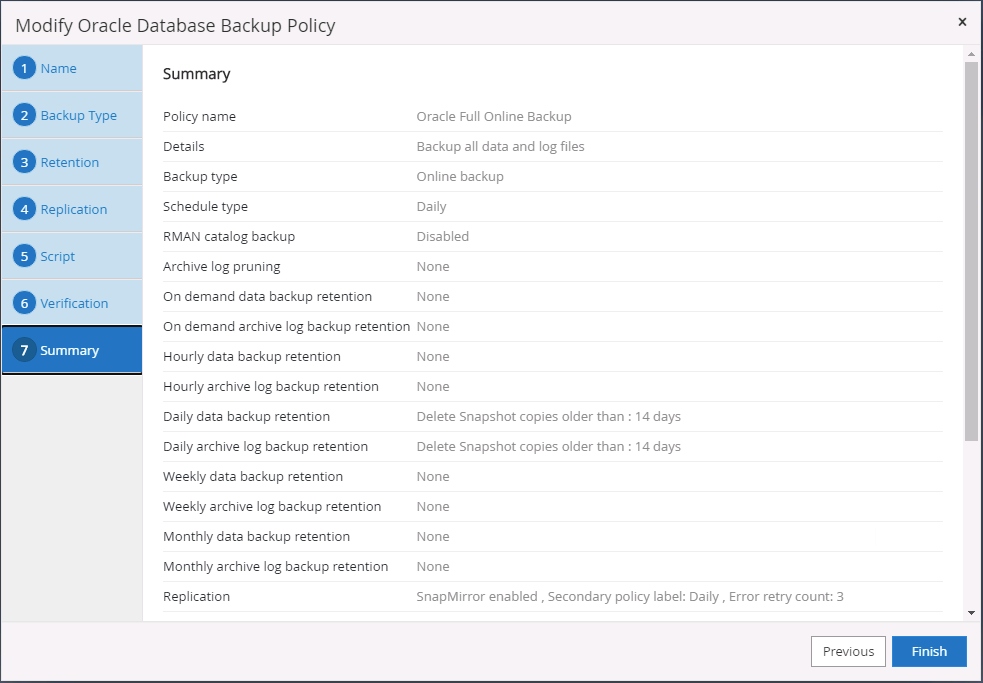 Modify Oracle Database Backup Policy
×
1 Name
2 Backup Type
3 Retention
4 Replication
5 Script
6 Verification
7 Summary
Summary
Policy name Oracle Full Online Backup
Details Backup all data and log files
Backup type Online backup
Schedule type Daily
RMAN catalog backup Disabled
Archive log pruning None
On demand data backup retention None
On demand archive log backup retention None
Hourly data backup retention None
Hourly archive log backup retention None
Daily data backup retention Delete Snapshot copies older than : 14 days
Daily archive log backup retention Delete Snapshot copies older than : 14 days
Weekly data backup retention None
Weekly archive log backup retention None
Monthly data backup retention None
Monthly archive log backup retention None
Replication SnapMirror enabled , Secondary policy label: Daily , Error retry count: 3
Previous Finish